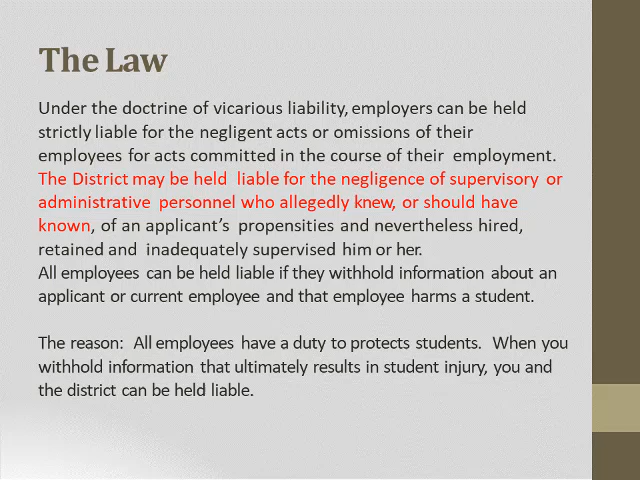 The Law
Under the doctrine of vicarious liability, employers can be held
strictly liable for the negligent acts or omissions of their
employees for acts committed in the course of their employment.
The District may be held liable for the negligence of supervisory or
administrative personnel who allegedly knew, or should have
known, of an applicant's propensities and nevertheless hired,
retained and inadequately supervised him or her.
All employees can be held liable if they withhold information about an
applicant or current employee and that employee harms a student.
The reason: All employees have a duty to protects students. When you
withhold information that ultimately results in student injury, you and
the district can be held liable.